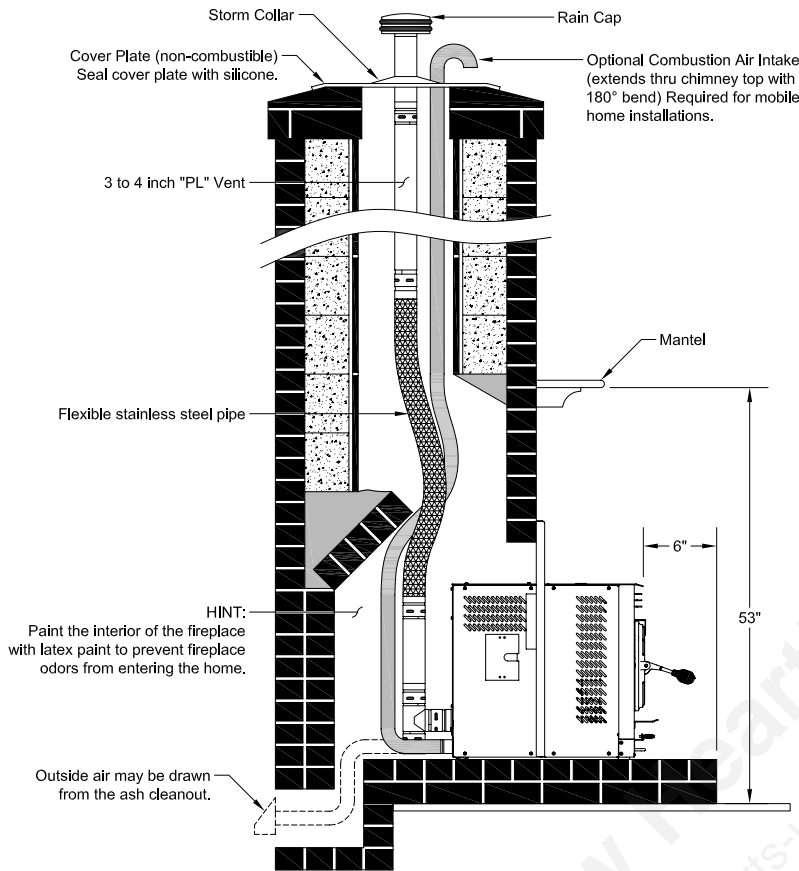 Storm Collar
Rain Cap
Cover Plate (non-combustible)
Seal cover plate with silicone.
Optional Combustion Air Intake
(extends thru chimney top with
180° bend) Required for mobile
home installations.
3 to 4 inch "PL" Vent
Mantel
Flexible stainless steel pipe
6"
53"
HINT:
Paint the interior of the fireplace
with latex paint to prevent fireplace
odors from entering the home.
Outside air may be drawn
from the ash cleanout.